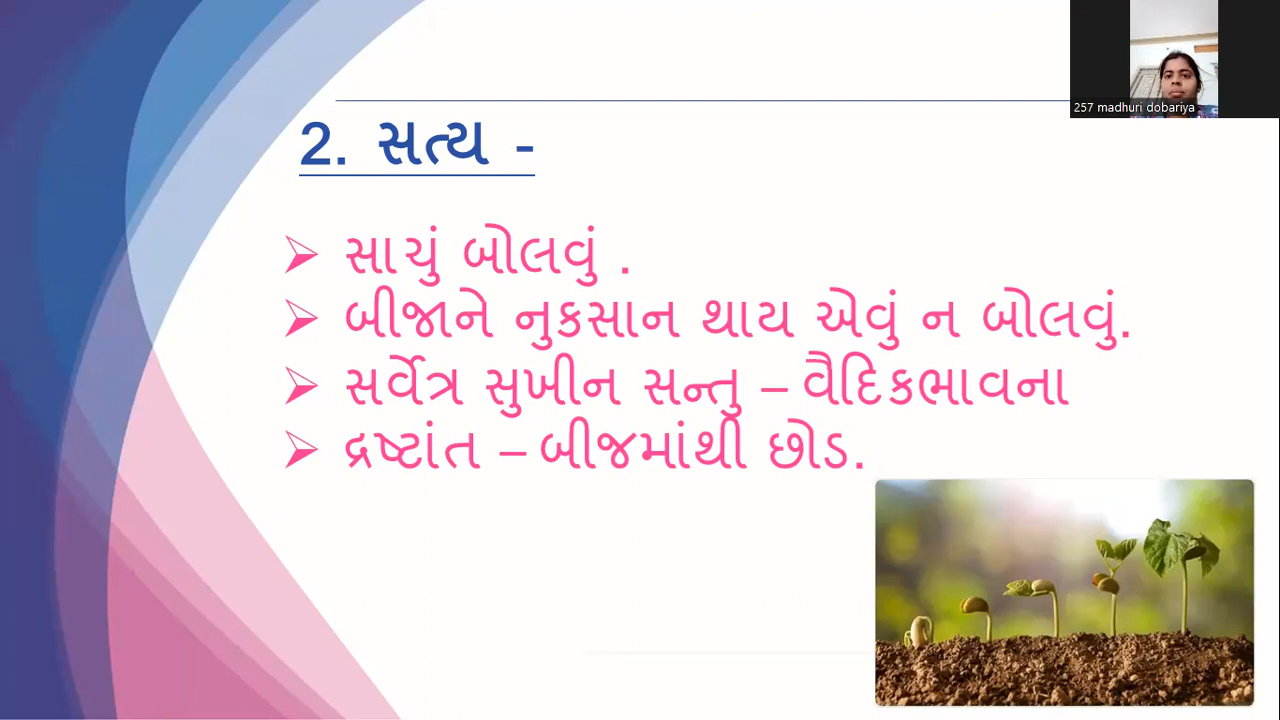 257 madhuri dobariya
2. સત્ય -
➢ સાચું બોલવું .
➢ બીજાને નુકસાન થાય એવું ન બોલવું.
➢ સર્વેત્ર સુખીન સન્તુ – વૈદિકભાવના
➢ દ્રષ્ટાંત – બીજમાંથી છોડ.